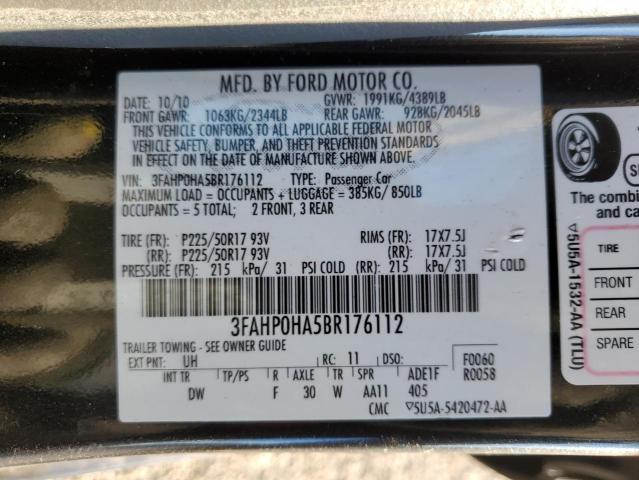 MFD. BY FORD MOTOR CO.
DATE: 10/10 GVWR: 1991KG/4389LB
FRONT GAWR: 1063KG/2344LB REAR GAWR: 928KG/2045LB
THIS VEHICLE CONFORMS TO ALL APPLICABLE FEDERAL MOTOR
VEHICLE SAFETY, BUMPER, AND THEFT PREVENTION STANDARDS
IN EFFECT ON THE DATE OF MANUFACTURE SHOWN ABOVE.
VIN: 3FAHP0HA5BR176112 TYPE: Passenger Car
MAXIMUM LOAD = OCCUPANTS + LUGGAGE = 385KG/ 850LB
OCCUPANTS = 5 TOTAL; 2 FRONT, 3 REAR
TIRE (FR): P225/50R17 93V RIMS (FR): 17X7.5J
(RR): P225/50R17 93V (RR): 17X7.5J
PRESSURE (FR): 215 kPa/ 31 PSI COLD (RR): 215 kPa/ 31 PSI COLD
3FAHP0HA5BR176112
TRAILER TOWING - SEE OWNER GUIDE
EXT PNT: UH RC: 11 DSO: F0060
R0058
INT TR TP/PS R AXLE TR SPR ADE1F
DW F 30 W AA11 405
CMC ▽5U5A-5420472-AA
The combin
and ca
TIRE
FRONT
REAR
SPARE
▽5U5A-1532-AA (TLU)